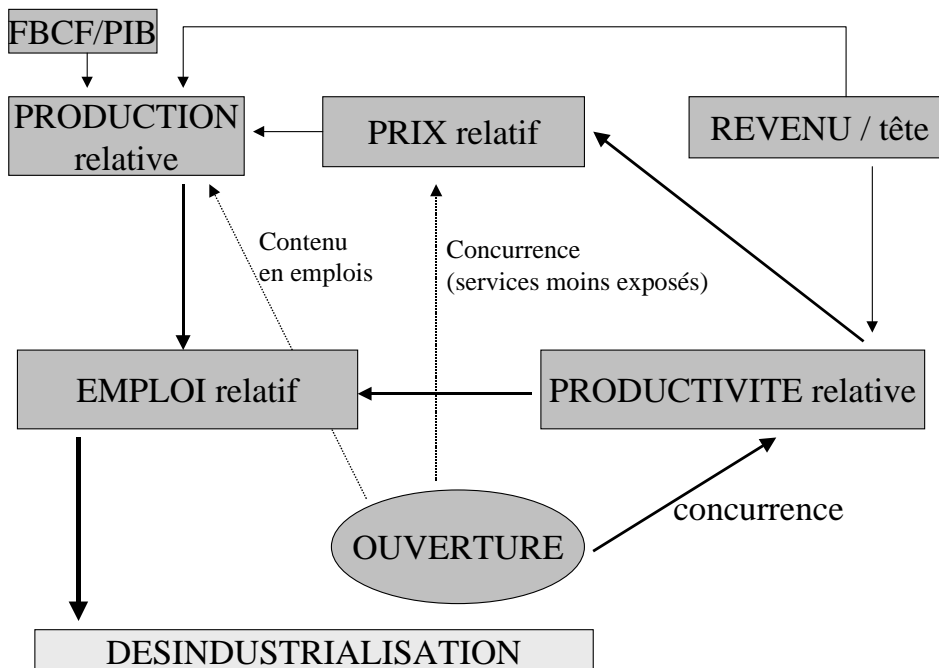 FBCF/PIB
PRODUCTION
relative
PRIX relatif
REVENU / tête
Contenu
en emplois
Concurrence
(services moins exposés)
EMPLOI relatif
PRODUCTIVITE relative
concurrence
OUVERTURE
DESINDUSTRIALISATION